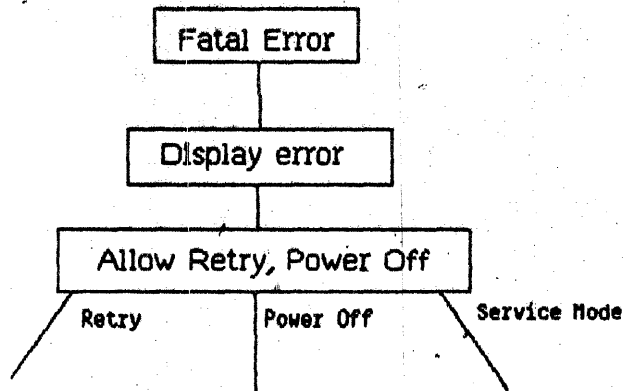 Fatal Error
Display error
Allow Retry, Power Off
Retry
Power Off
Service Mode